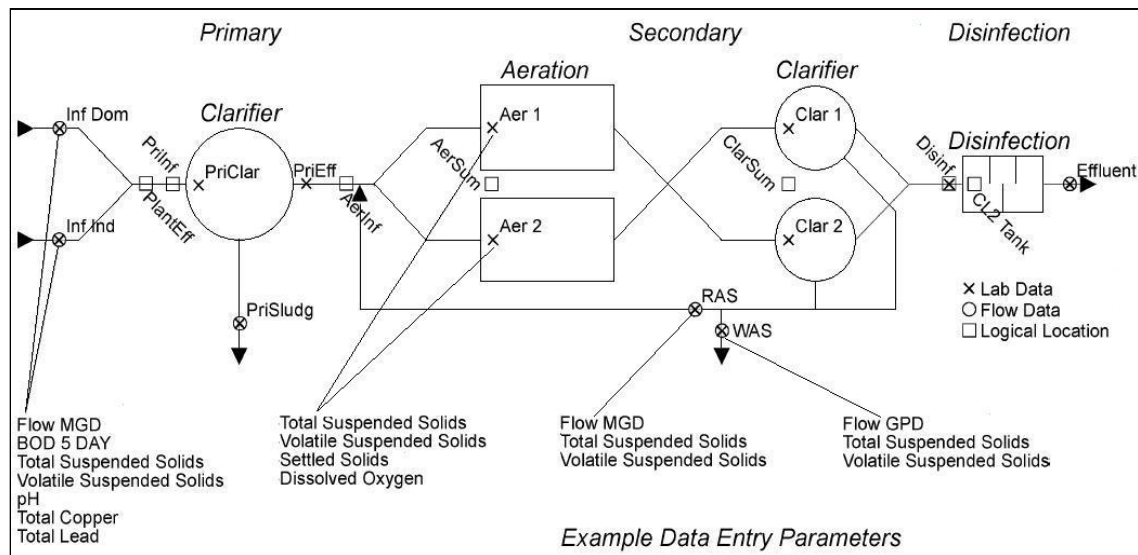 Primary
Secondary
Disinfection
Aeration
Clarifier
Inf Dom
Clarifier
Aer 1
Clar 1
Disinfection
PriInf
PriClar
PriEff
AerSum
ClarSum
Disinf
Effluent
PlantEff
AerInf
CL2 Tank
Inf Ind
Aer 2
Clar 2
Lab Data
Flow Data
Logical Location
PriSludg
RAS
WAS
Flow MGD
BOD 5 DAY
Total Suspended Solids
Volatile Suspended Solids
pH
Total Copper
Total Lead
Total Suspended Solids
Volatile Suspended Solids
Settled Solids
Dissolved Oxygen
Flow MGD
Total Suspended Solids
Volatile Suspended Solids
Flow GPD
Total Suspended Solids
Volatile Suspended Solids
Example Data Entry Parameters